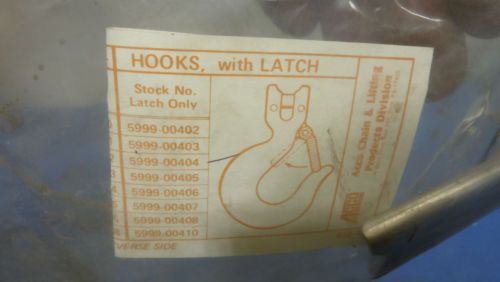 HOOKS, with LATCH
Stock No.
Latch Only
5999-00402
5999-00403
5999-00404
5999-00405
5999-00406
5999-00407
5999-00408
5999-00410
VERSE SIDE
Acco Chain & Lifting
Products Division
ACCO